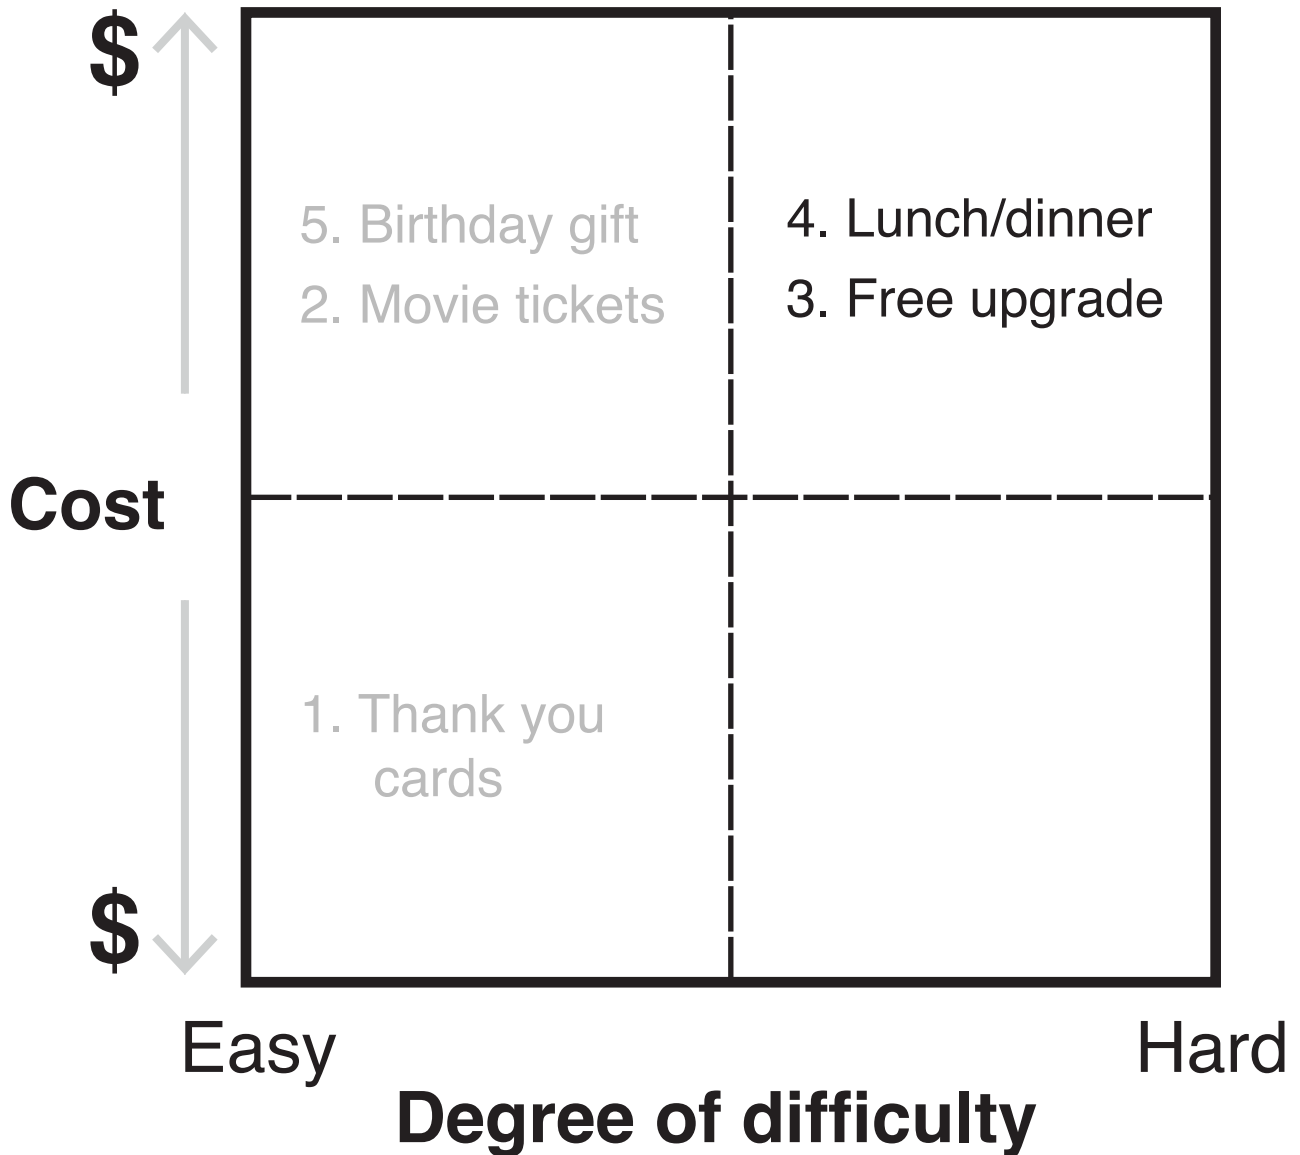 $
5. Birthday gift
4. Lunch/dinner
2. Movie tickets
3. Free upgrade
Cost
1. Thank you
cards
$
Easy
Hard
Degree of difficulty